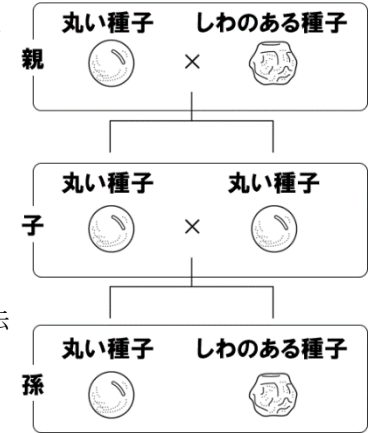 丸い種子 しわのある種子
親 ×
丸い種子 丸い種子
子 ×
丸い種子 しわのある種子
孫